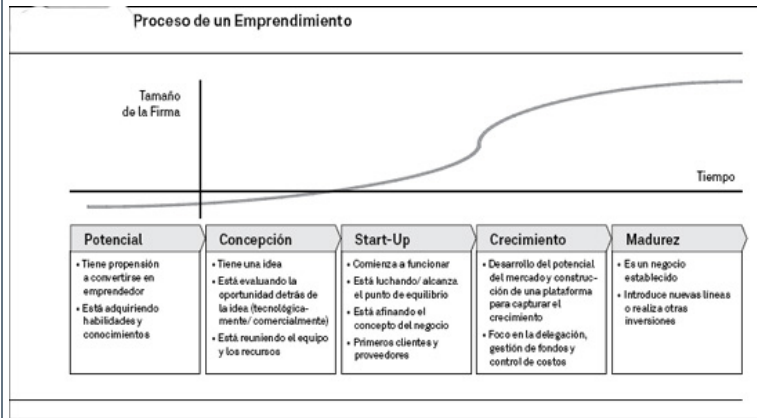 Proceso de un Emprendimiento
Tamaño
de la Firma
Tiempo
Potencial
• Tiene propensión
a convertirse en
emprendedor
• Está adquiriendo
habilidades y
conocimientos
Concepción
• Tiene una idea
• Está evaluando la
oportunidad detrás de
la idea (tecnológica-
mente/ comercialmente)
• Está reuniendo el equipo
y los recursos
Start-Up
• Comienza a funcionar
• Está luchando/ alcanza
el punto de equilibrio
• Está afinando el
concepto del negocio
• Primeros clientes y
proveedores
Crecimiento
• Desarrollo del potencial
del mercado y construc-
ción de una plataforma
para capturar el
crecimiento
• Foco en la delegación,
gestión de fondos y
control de costos
Madurez
• Es un negocio
establecido
• Introduce nuevas líneas
o realiza otras
inversiones